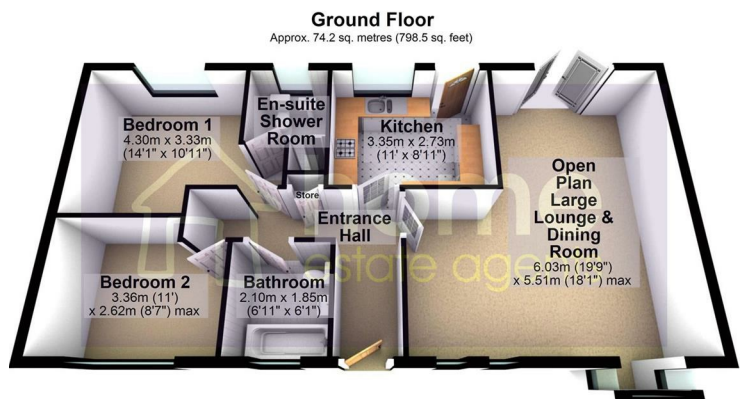 Ground Floor
Approx. 74.2 sq. metres (798.5 sq. feet)
Bedroom 1
4.30m x 3.33m
(14'1" x 10'11")
En-suite
Shower
Room
Kitchen
3.35m x 2.73m
(11' x 8'11")
Store
Entrance
Hall
Open
Plan
Large
Lounge &
Dining
Room
6.03m (19'9")
x 5.51m (18'1") max
Bedroom 2
3.36m (11')
x 2.62m (8'7") max
Bathroom
2.10m x 1.85m
(6'11" x 6'1")
home
estate agents